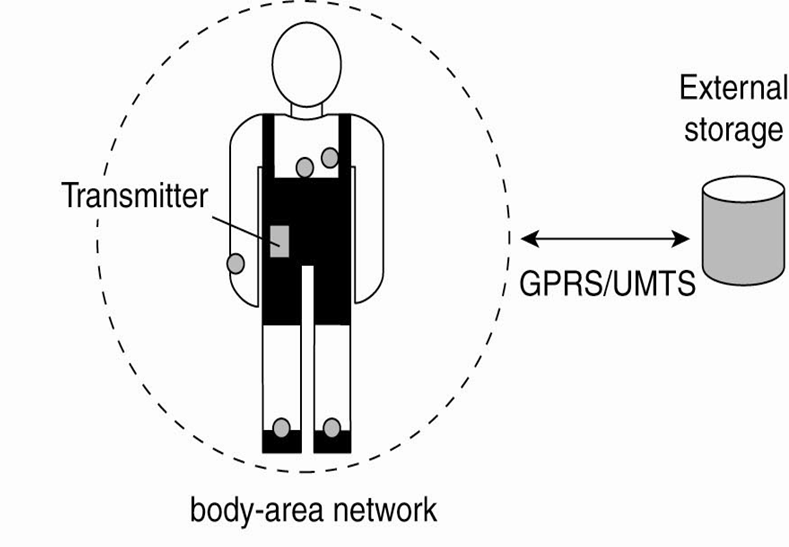 External
storage
Transmitter
GPRS/UMTS
body-area network